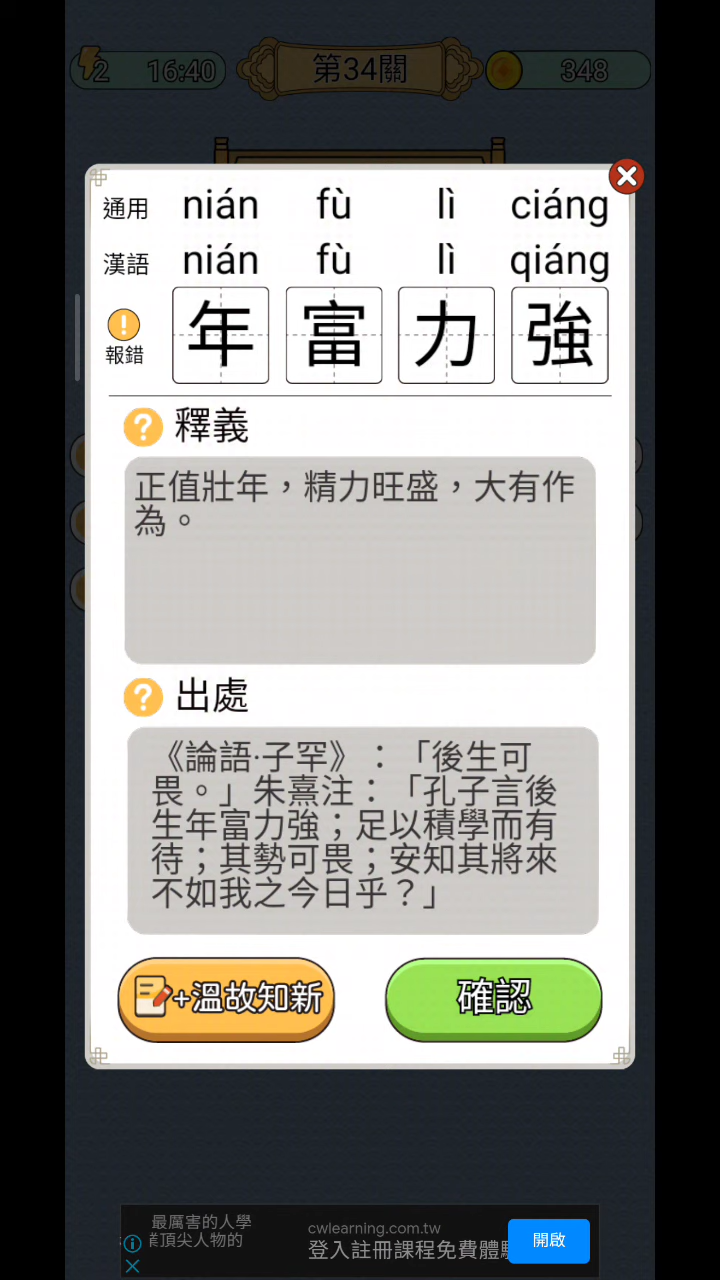 2 16:40 第34關 348
通用 nián fù lì ciáng
漢語 nián fù lì qiáng
報錯 年富力強
釋義
正值壯年，精力旺盛，大有作
為。
出處
《論語·子罕》：「後生可
畏。」朱熹注：「孔子言後
生年富力強；足以積學而有
待；其勢可畏；安知其將來
不如我之今日乎？」
+溫故知新 確認
最厲害的人學
頂尖人物的
cwlearning.com.tw
登入註冊課程免費體
開啟